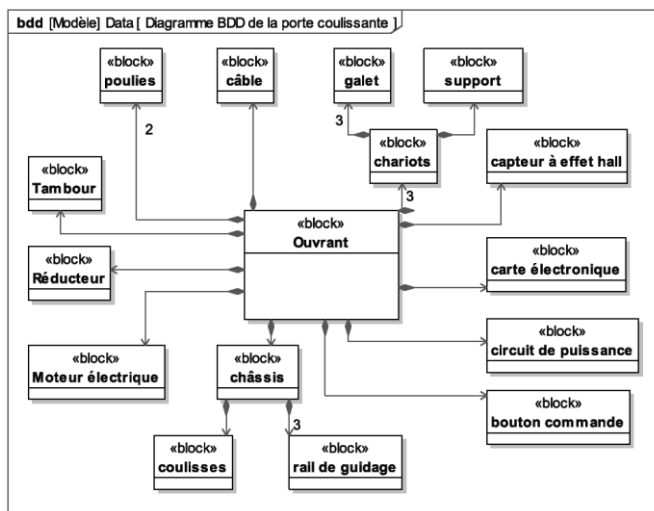 bdd [Modèle] Data [ Diagramme BDD de la porte coulissante ]
«block»
poulies
«block»
câble
«block»
galet
«block»
support
2
3
«block»
chariots
«block»
capteur à effet hall
«block»
Tambour
3
«block»
Ouvrant
«block»
Réducteur
«block»
carte électronique
«block»
Moteur électrique
«block»
châssis
«block»
circuit de puissance
«block»
bouton commande
3
«block»
coulisses
«block»
rail de guidage